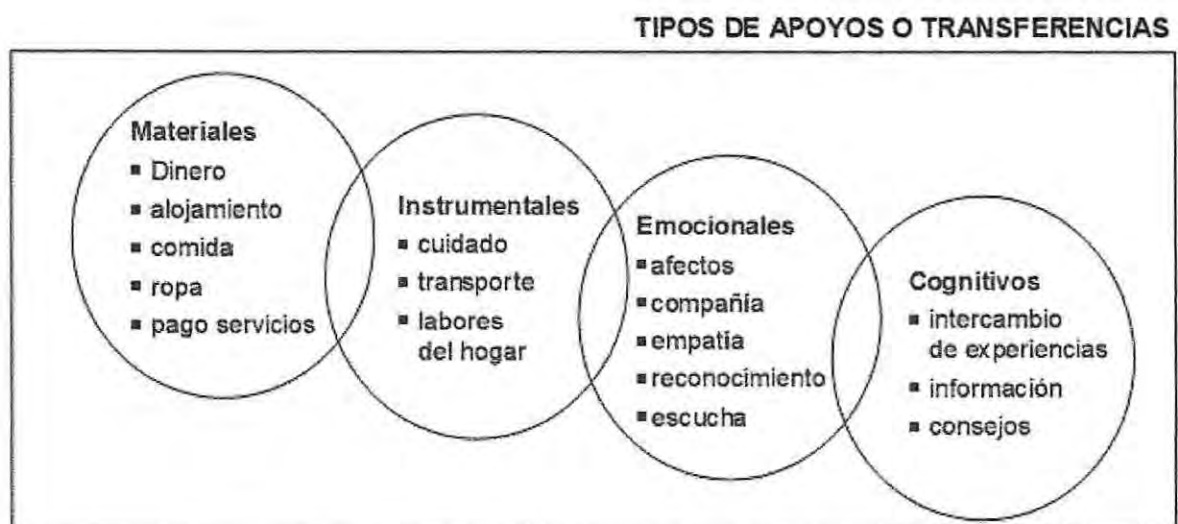 TIPOS DE APOYOS O TRANSFERENCIAS
Materiales
▪ Dinero
▪ alojamiento
▪ comida
▪ ropa
▪ pago servicios
Instrumentales
▪ cuidado
▪ transporte
▪ labores
del hogar
Emocionales
▪ afectos
▪ compañía
▪ empatia
▪ reconocimiento
▪ escucha
Cognitivos
▪ intercambio
de experiencias
▪ información
▪ consejos